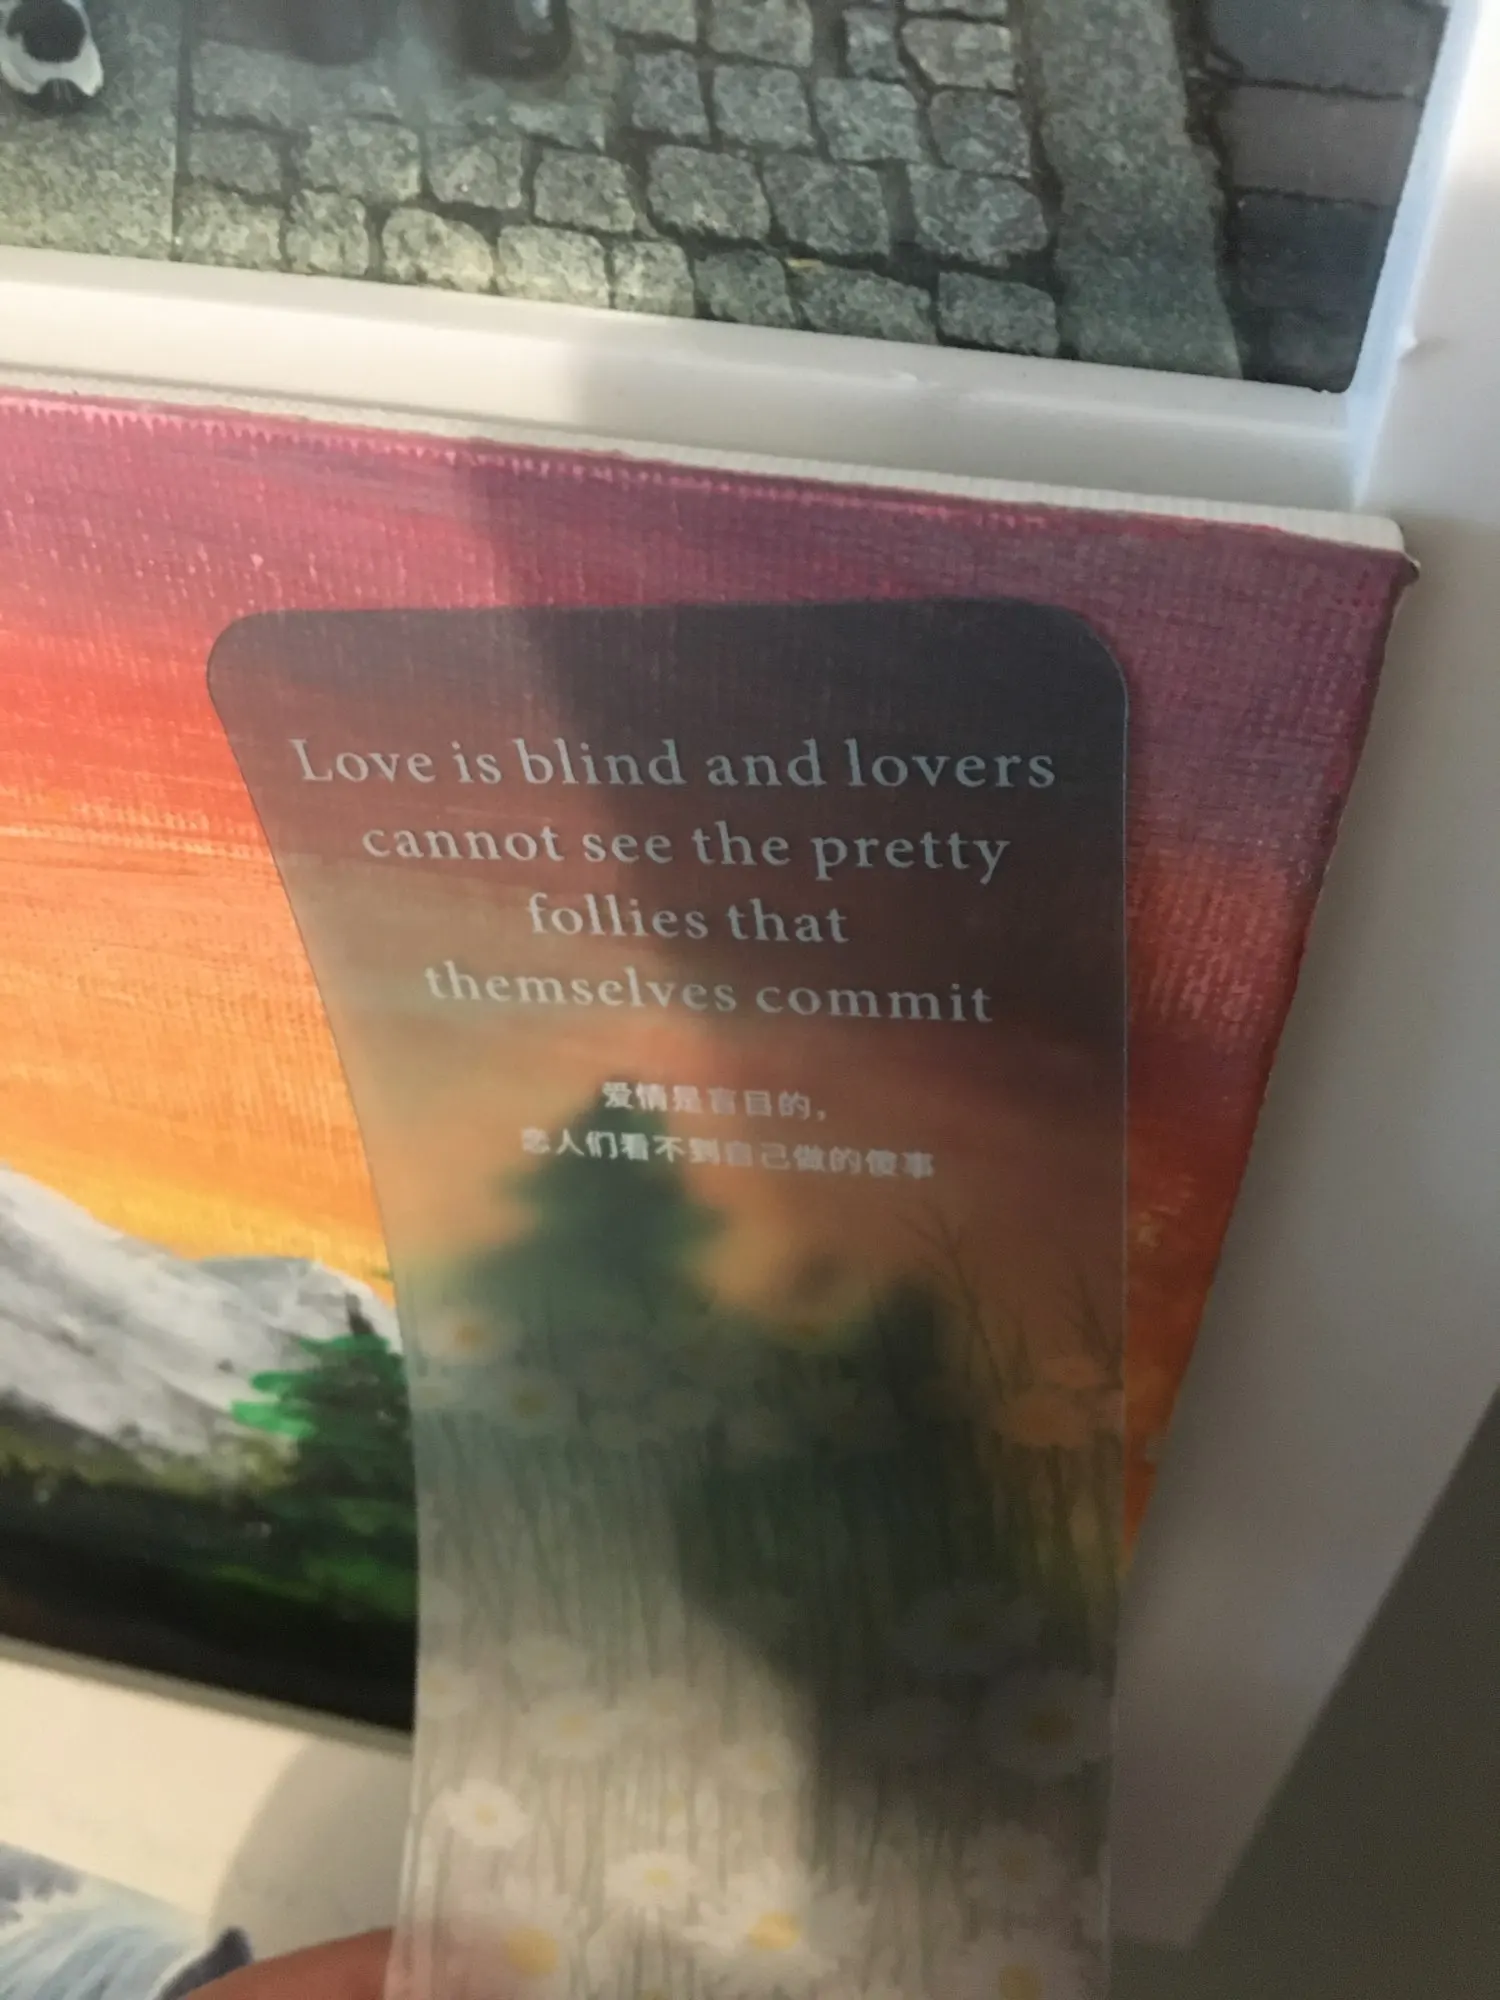 Love is blind and lovers
cannot see the pretty
follies that
themselves commit
爱情是盲目的，
恋人们看不到自己做的傻事